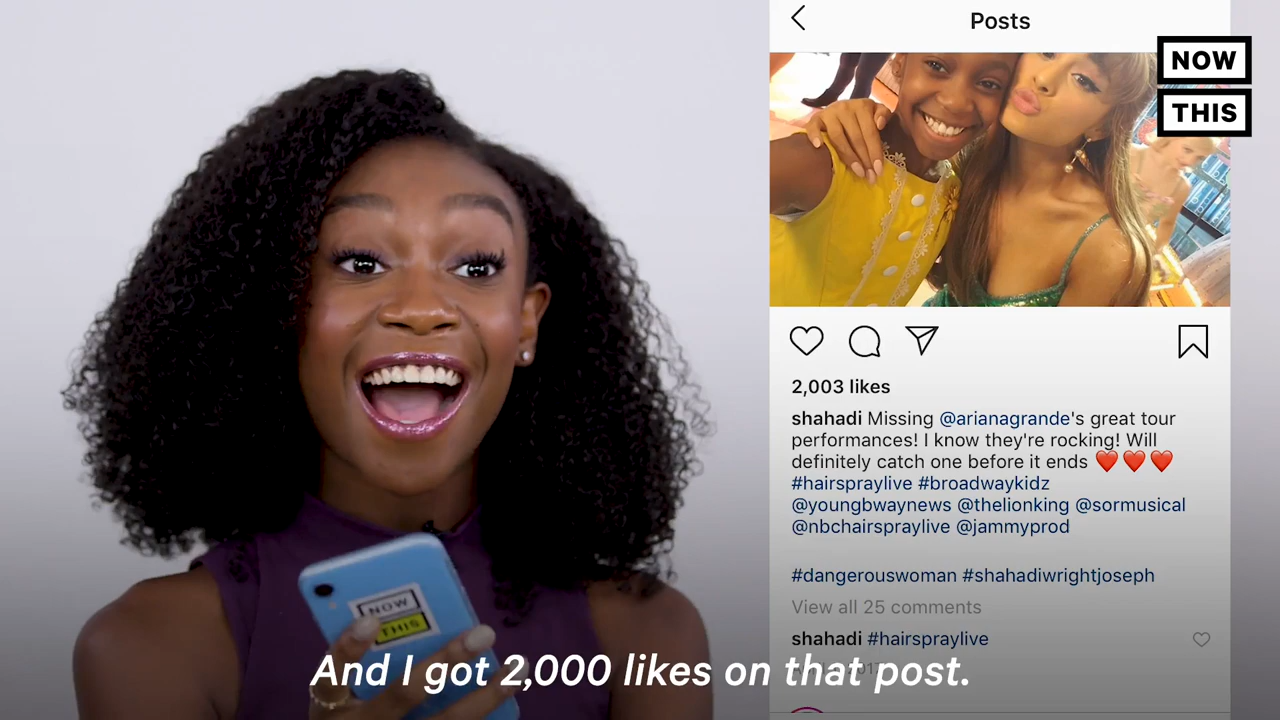 Posts
NOW
THIS
2,003 likes
shahadi Missing @arianagrande's great tour
performances! I know they're rocking! Will
definitely catch one before it ends ❤️❤️❤️
#hairspraylive #broadwaykidz
@youngbwaynews @thelionking @sormusical
@nbchairspraylive @jammyprod
#dangerouswoman #shahadiwrightjoseph
View all 25 comments
shahadi #hairspraylive
NOW
THIS
And I got 2,000 likes on that post.